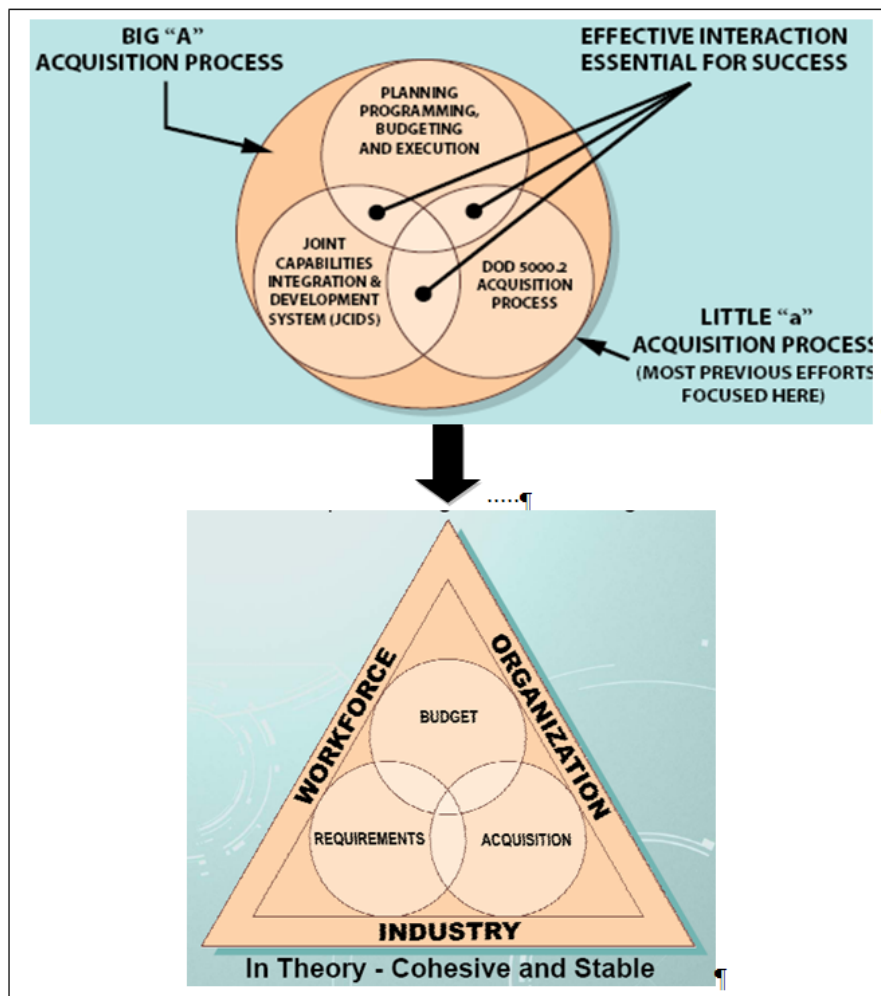 BIG “A”
ACQUISITION PROCESS
EFFECTIVE INTERACTION
ESSENTIAL FOR SUCCESS
PLANNING
PROGRAMMING,
BUDGETING
AND EXECUTION
JOINT
CAPABILITIES
INTEGRATION &
DEVELOPMENT
SYSTEM (JCIDS)
DOD 5000.2
ACQUISITION
PROCESS
LITTLE “a”
ACQUISITION PROCESS
(MOST PREVIOUS EFFORTS
FOCUSED HERE)
.....¶
WORKFORCE
ORGANIZATION
BUDGET
REQUIREMENTS
ACQUISITION
INDUSTRY
In Theory - Cohesive and Stable
¶